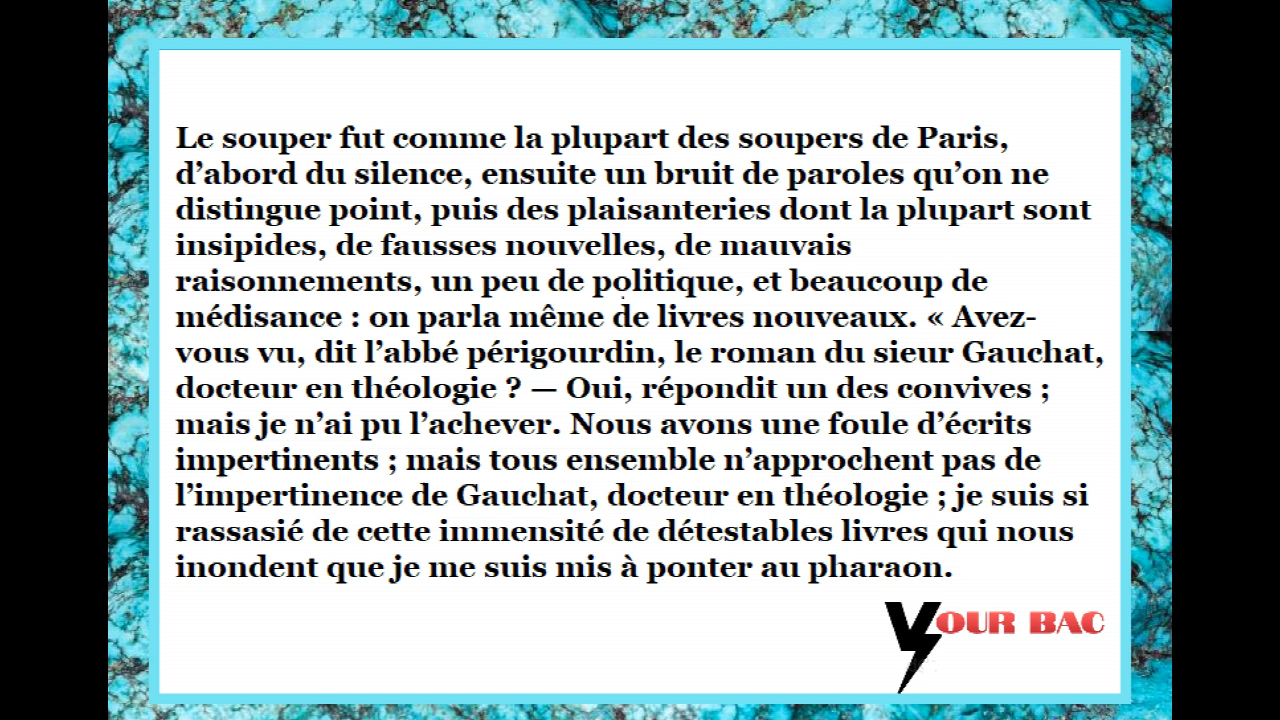 Le souper fut comme la plupart des soupers de Paris,
d’abord du silence, ensuite un bruit de paroles qu’on ne
distingue point, puis des plaisanteries dont la plupart sont
insipides, de fausses nouvelles, de mauvais
raisonnements, un peu de politique, et beaucoup de
médisance : on parla même de livres nouveaux. « Avez-
vous vu, dit l’abbé périgourdin, le roman du sieur Gauchat,
docteur en théologie ? — Oui, répondit un des convives ;
mais je n’ai pu l’achever. Nous avons une foule d’écrits
impertinents ; mais tous ensemble n’approchent pas de
l’impertinence de Gauchat, docteur en théologie ; je suis si
rassasié de cette immensité de détestables livres qui nous
inondent que je me suis mis à ponter au pharaon.
YOUR BAC